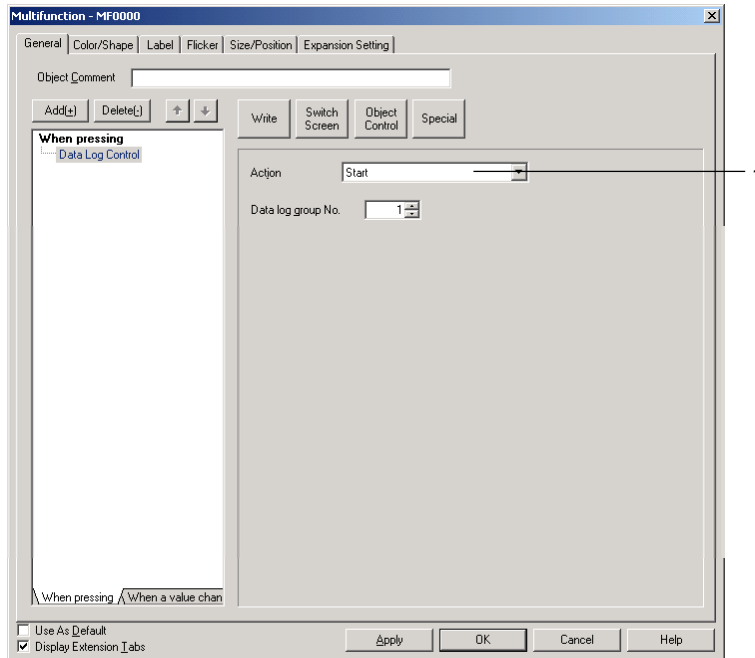 Multifunction - MF0000
General Color/Shape Label Flicker Size/Position Expansion Setting
Object Comment
Add(+) Delete(-)
Write
Switch Screen
Object Control
Special
When pressing
Data Log Control
Action Start
Data log group No. 1
When pressing When a value chan
Use As Default
Display Extension Tabs
Apply OK Cancel Help